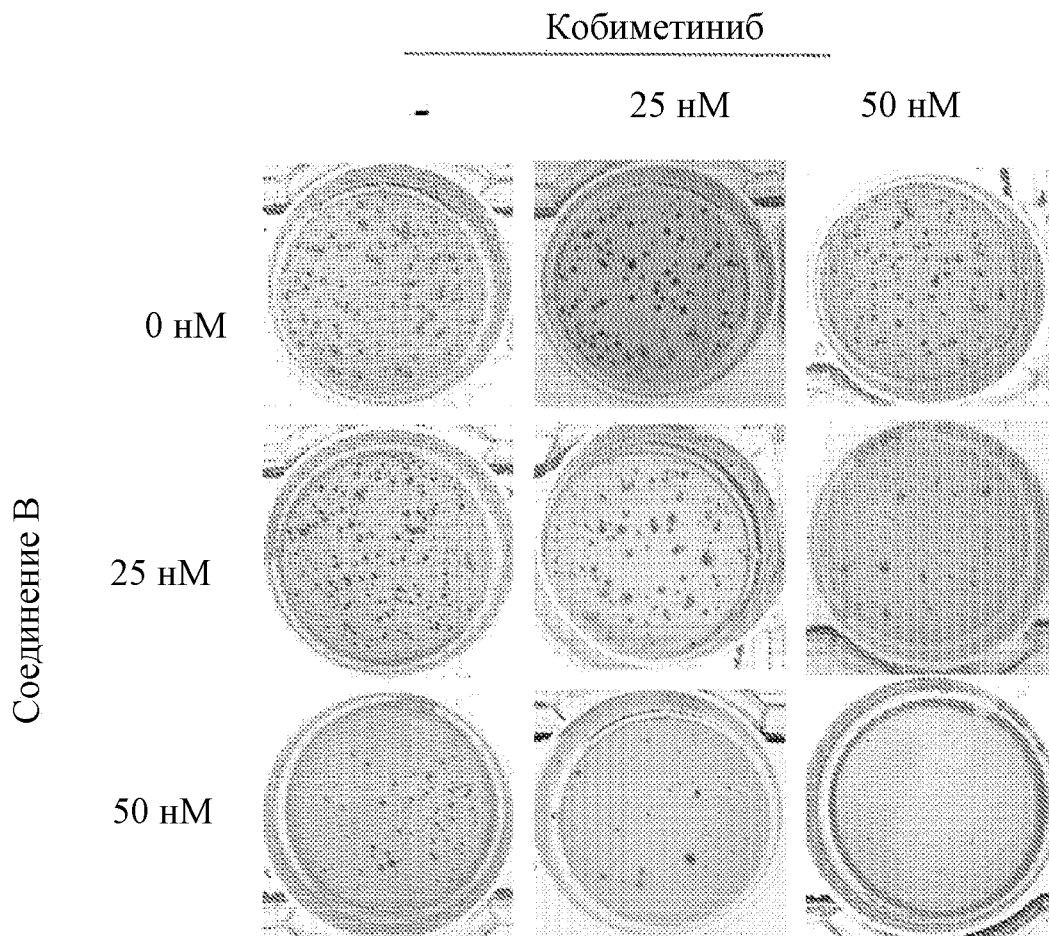 Кобиметиниб
- 25 нМ 50 нМ
0 нМ
25 нМ
50 нМ
Соединение В